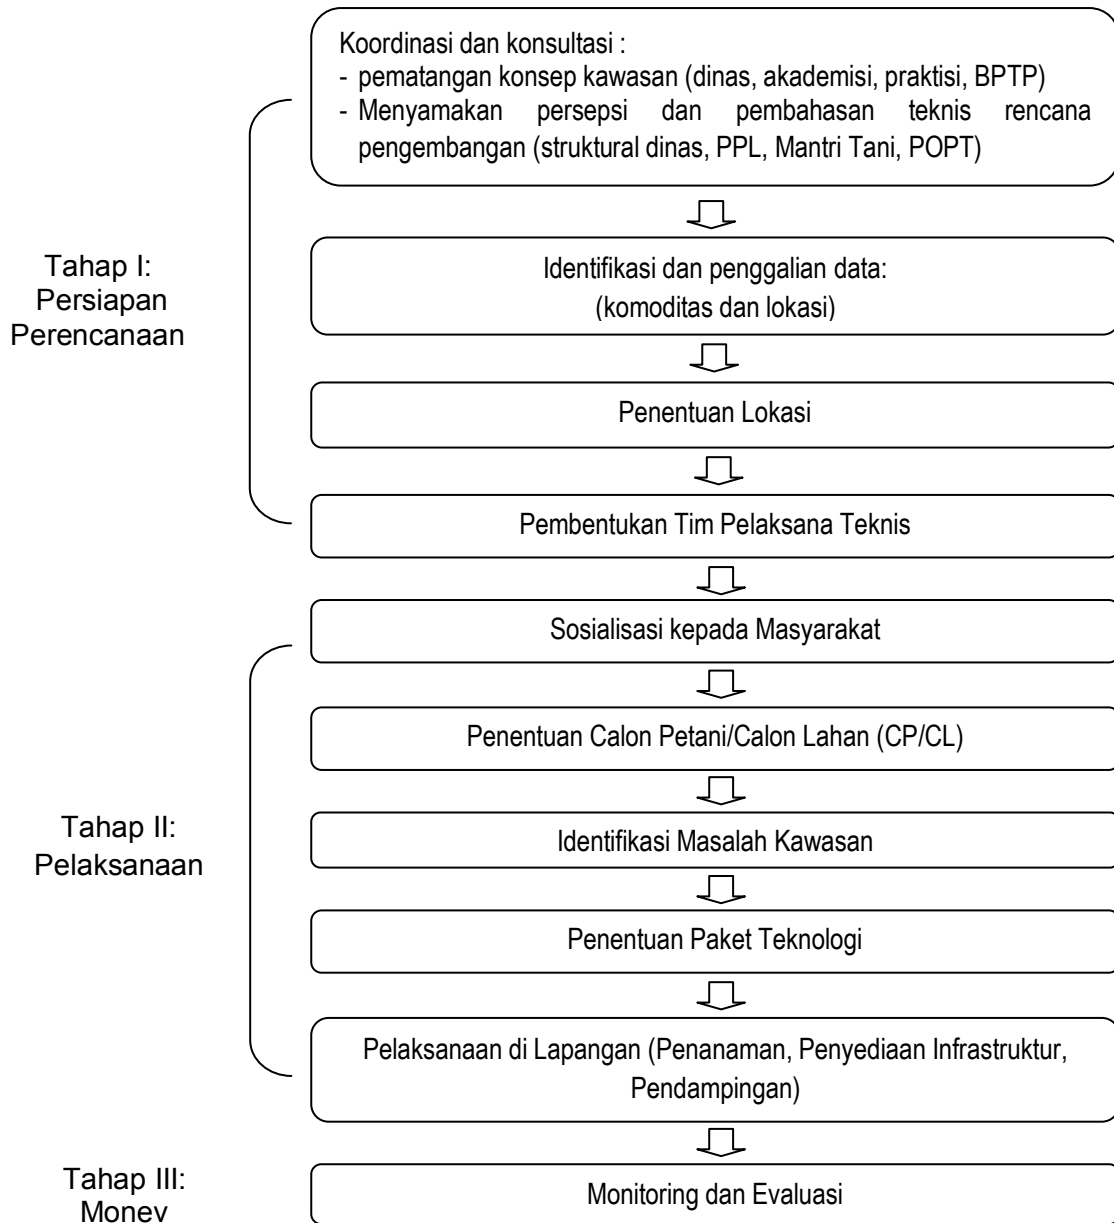 Koordinasi dan konsultasi :
- pematangan konsep kawasan (dinas, akademisi, praktisi, BPTP)
- Menyamakan persepsi dan pembahasan teknis rencana
pengembangan (struktural dinas, PPL, Mantri Tani, POPT)
Tahap I:
Persiapan
Perencanaan
Identifikasi dan penggalian data:
(komoditas dan lokasi)
Penentuan Lokasi
Pembentukan Tim Pelaksana Teknis
Sosialisasi kepada Masyarakat
Penentuan Calon Petani/Calon Lahan (CP/CL)
Tahap II:
Pelaksanaan
Identifikasi Masalah Kawasan
Penentuan Paket Teknologi
Pelaksanaan di Lapangan (Penanaman, Penyediaan Infrastruktur,
Pendampingan)
Tahap III:
Monev
Monitoring dan Evaluasi